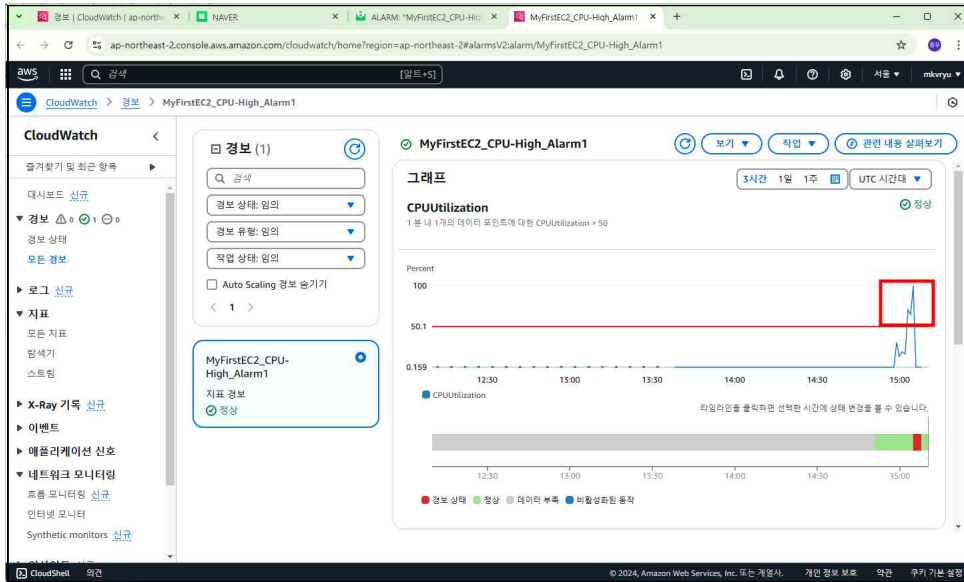 경보 | CloudWatch | ap-northe
NAVER
ALARM: "MyFirstEC2_CPU-Hig
MyFirstEC2_CPU-High_Alarm1
ap-northeast-2.console.aws.amazon.com/cloudwatch/home?region=ap-northeast-2#alarmsV2:alarm/MyFirstEC2_CPU-High_Alarm1
aws
검색
[알트+S]
서울
mkvryu
CloudWatch > 경보 > MyFirstEC2_CPU-High_Alarm1
CloudWatch
즐겨찾기 및 최근 항목
대시보드 신규
경보 0 1 0
경보 상태
모든 경보
로그 신규
지표
모든 지표
탐색기
스트림
X-Ray 기록 신규
이벤트
애플리케이션 신호
네트워크 모니터링
흐름 모니터링 신규
인터넷 모니터
Synthetic monitors 신규
경보 (1)
검색
경보 상태: 임의
경보 유형: 임의
작업 상태: 임의
Auto Scaling 경보 숨기기
< 1 >
MyFirstEC2_CPU-
High_Alarm1
지표 경보
정상
MyFirstEC2_CPU-High_Alarm1
보기
작업
관련 내용 살펴보기
그래프
3시간 1일 1주
UTC 시간대
CPUUtilization
정상
1 분 내 1개의 데이터 포인트에 대한 CPUUtilization > 50
Percent
100
50.1
0.159
12:30 13:00 13:30 14:00 14:30 15:00
CPUUtilization
타임라인을 클릭하면 선택한 시간에 상태 변경을 볼 수 있습니다.
12:30 13:00 13:30 14:00 14:30 15:00
경보 상태 정상 데이터 부족 비활성화된 동작
CloudShell 의견
© 2024, Amazon Web Services, Inc. 또는 계열사. 개인 정보 보호 약관 쿠키 기본 설정